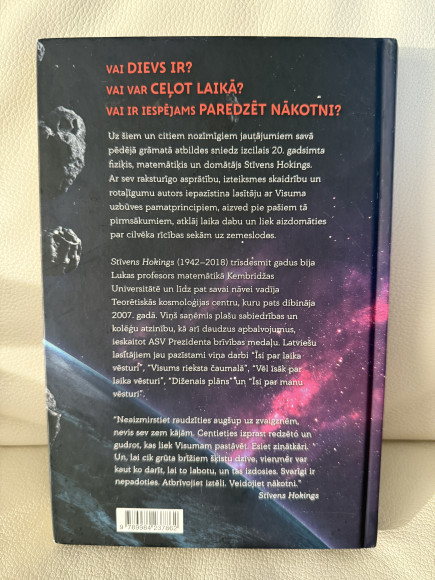 VAI DIEVS IR?
VAI VAR CEĻOT LAIKĀ?
VAI IR IESPĒJAMS PAREDZĒT NĀKOTNI?
Uz šiem un citiem nozīmīgiem jautājumiem savā
pēdējā grāmatā atbildes sniedz izcilais 20. gadsimta
fiziķis, matemātiķis un domātājs Stīvens Hokings.
Ar sev raksturīgo asprātību, izteiksmes skaidrību un
rotaļīgumu autors iepazīstina lasītāju ar Visuma
uzbūves pamatprincipiem, aizved pie pašiem tā
pirmsākumiem, atklāj laika dabu un liek aizdomāties
par cilvēka rīcības sekām uz zemeslodes.
Stīvens Hokings (1942–2018) trīsdesmit gadus bija
Lukas profesors matemātikā Kembridžas
Universitātē un līdz pat savai nāvei vadīja
Teorētiskās kosmoloģijas centru, kuru pats dibināja
2007. gadā. Viņš saņēmis plašu sabiedrības un
kolēģu atzinību, kā arī daudzus apbalvojumus,
ieskaitot ASV Prezidenta brīvības medaļu. Latviešu
lasītājiem jau pazīstami viņa darbi "Īsi par laika
vēsturi", "Visums rieksta čaumalā", "Vēl īsāk par
laika vēsturi", "Diženais plāns" un "Īsi par manu
vēsturi".
"Neaizmirstiet raudzīties augšup uz zvaigznēm,
nevis sev zem kājām. Centieties izprast redzēto un
gudrot, kas liek Visumam pastāvēt. Esiet zinātkāri.
Un, lai cik grūta brīžiem šķistu dzīve, vienmēr var
kaut ko darīt, lai to labotu, un tas izdosies. Svarīgi ir
nepadoties. Atbrīvojiet iztēli. Veidojiet nākotni."
Stīvens Hokings
9 789984 237862